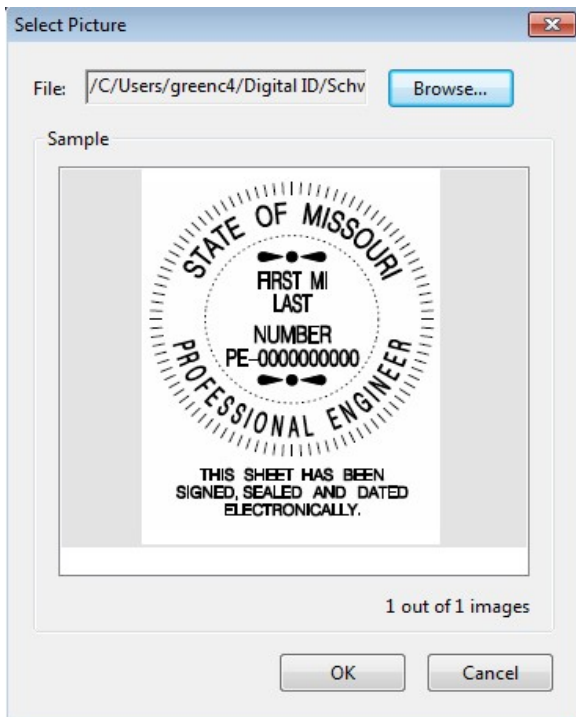 Select Picture
File: /C/Users/greenc4/Digital ID/Schw Browse...
Sample
STATE OF MISSOURI
FIRST MI
LAST
NUMBER
PE-0000000000
PROFESSIONAL ENGINEER
THIS SHEET HAS BEEN
SIGNED, SEALED AND DATED
ELECTRONICALLY.
1 out of 1 images
OK Cancel